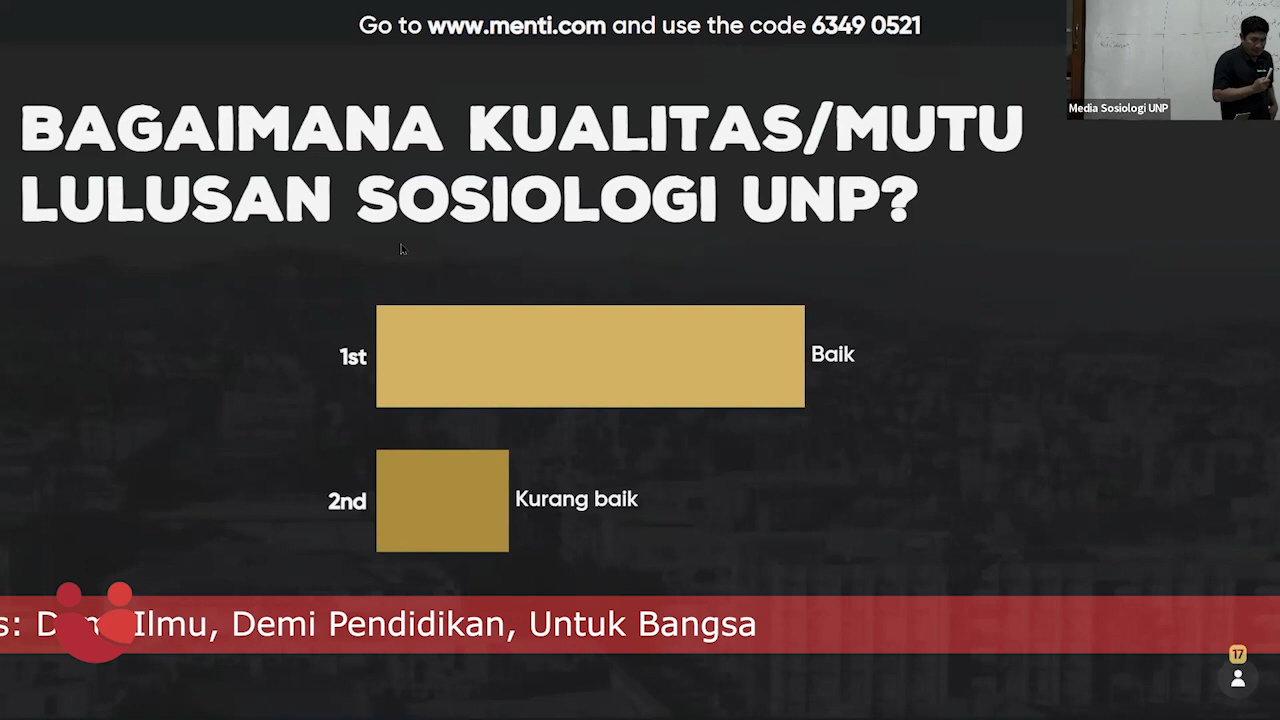 Go to www.menti.com and use the code 6349 0521
Media Sosiologi UNP
BAGAIMANA KUALITAS/MUTU
LULUSAN SOSIOLOGI UNP?
1st
Baik
2nd
Kurang baik
s: Demi Ilmu, Demi Pendidikan, Untuk Bangsa
17